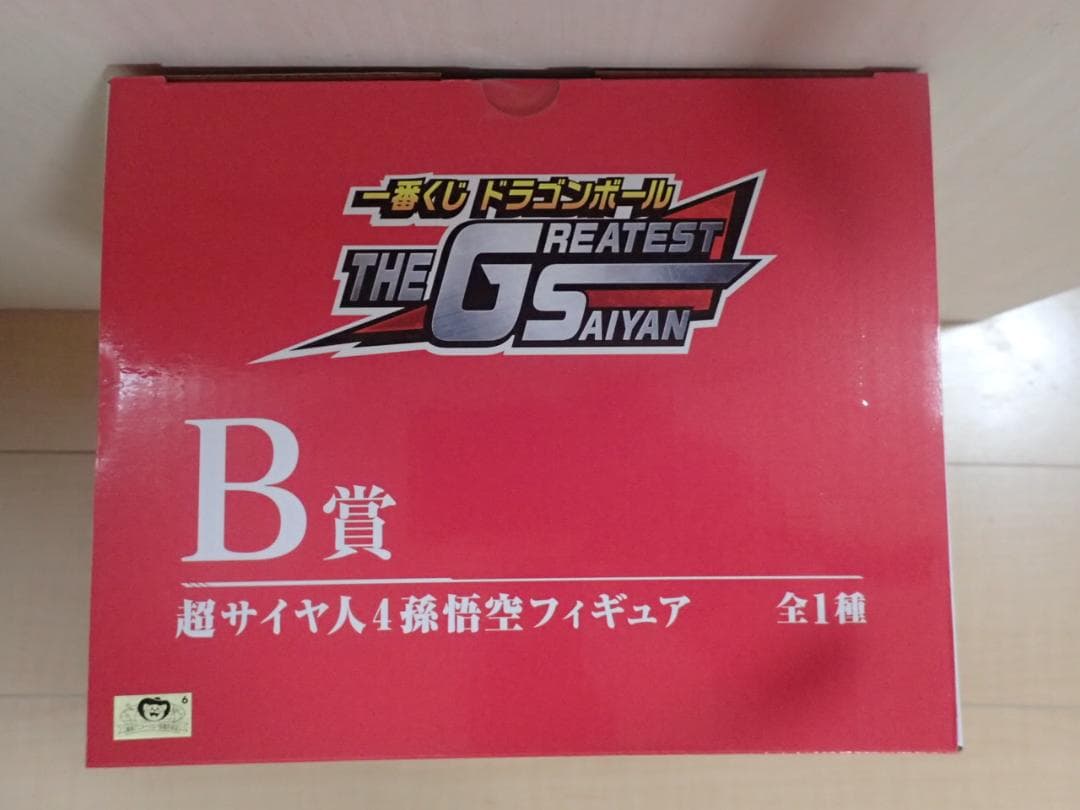 一番くじ ドラゴンボール
THE GREATEST
SAIYAN
B賞
超サイヤ人4孫悟空フィギュア 全1種
6